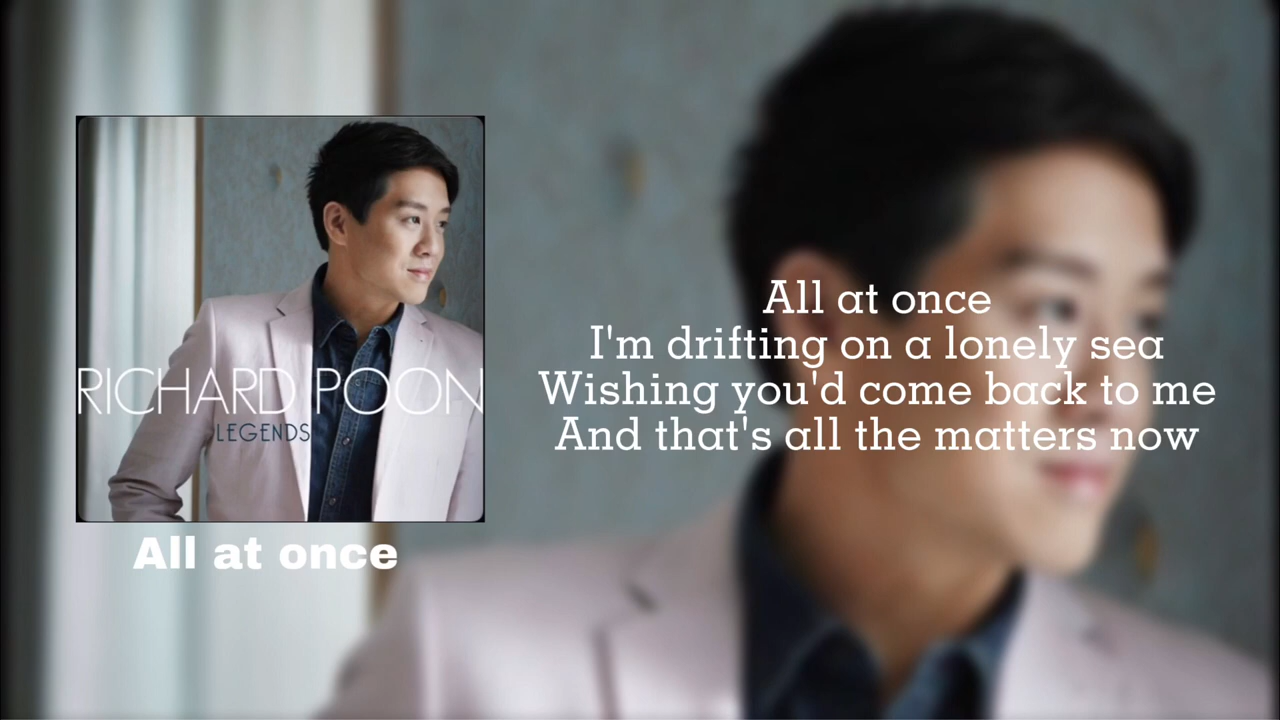 RICHARD POON
LEGENDS
All at once
All at once
I'm drifting on a lonely sea
Wishing you'd come back to me
And that's all the matters now